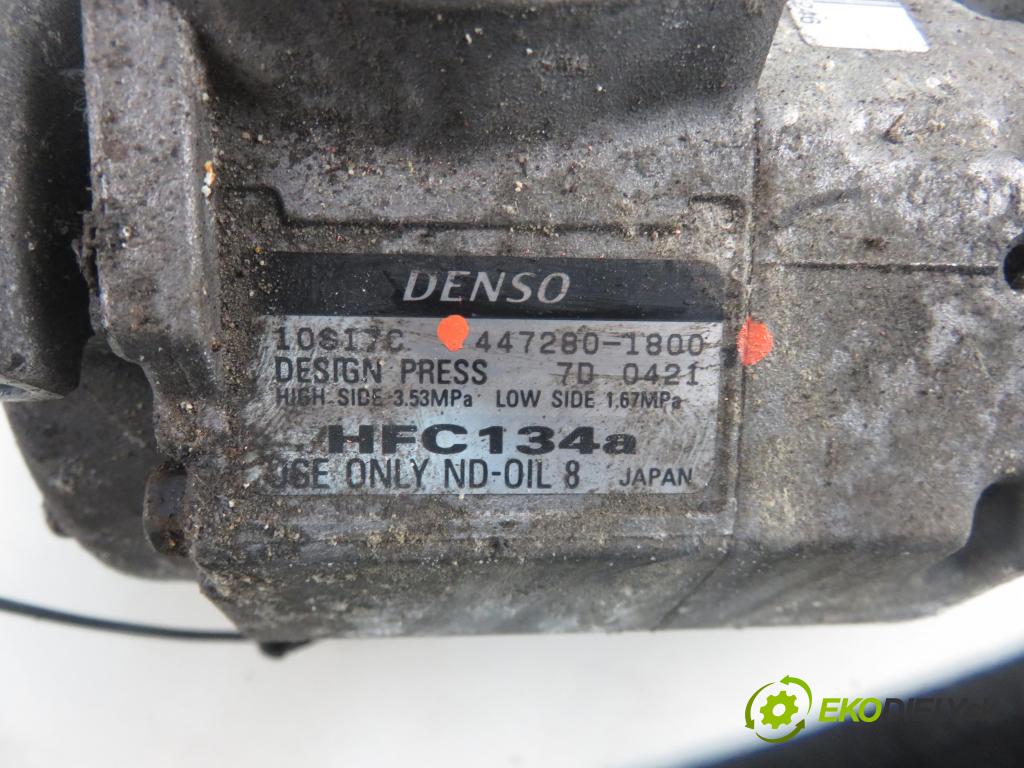 DENSO
10S17C 447280-1800
DESIGN PRESS 7D 0421
HIGH SIDE 3.53MPa LOW SIDE 1.67MPa
HFC134a
USE ONLY ND-OIL 8 JAPAN
EKODIELY.sk